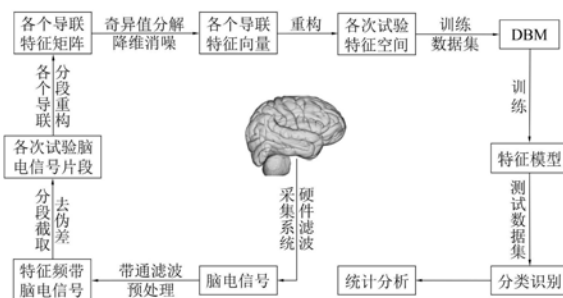 各个导联
特征矩阵
奇异值分解
降维消噪
各个导联
特征向量
重构
各次试验
特征空间
训练
数据集
DBM
训练
特征模型
测试数据集
分类识别
统计分析
各个导联
分段重构
各次试验脑
电信号片段
分段截取
去伪差
特征频带
脑电信号
带通滤波
预处理
脑电信号
采集系统
硬件滤波